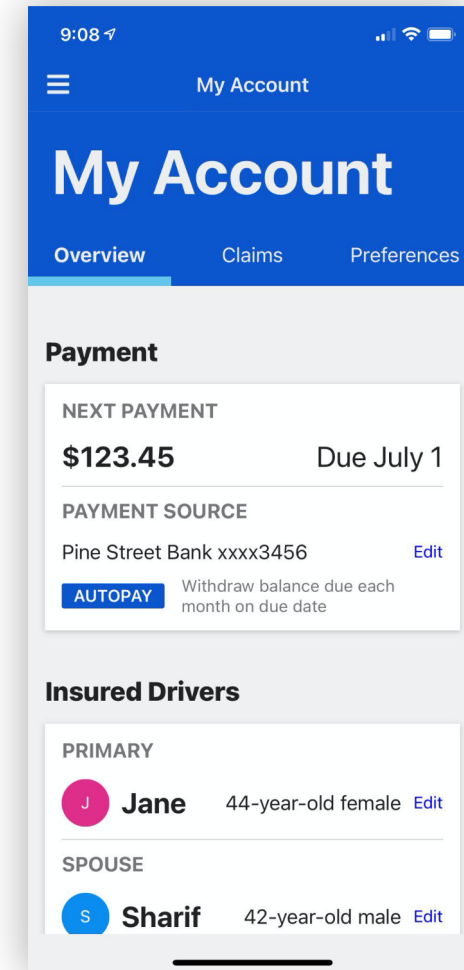 9:08
My Account
My Account
Overview Claims Preferences
Payment
NEXT PAYMENT
$123.45 Due July 1
PAYMENT SOURCE
Pine Street Bank xxxx3456 Edit
AUTOPAY Withdraw balance due each
month on due date
Insured Drivers
PRIMARY
J Jane 44-year-old female Edit
SPOUSE
S Sharif 42-year-old male Edit